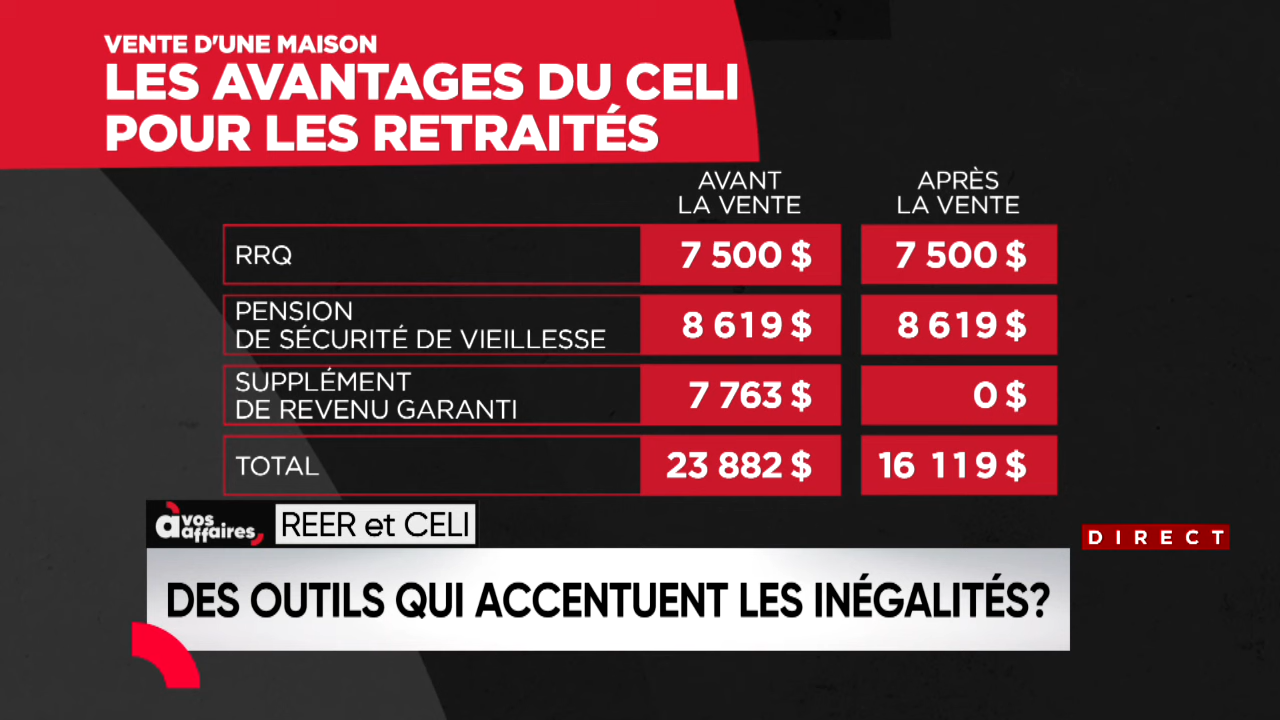 VENTE D'UNE MAISON
LES AVANTAGES DU CELI
POUR LES RETRAITÉS
AVANT
LA VENTE
APRÈS
LA VENTE
RRQ
7 500 $
7 500 $
PENSION
DE SÉCURITÉ DE VIEILLESSE
8 619 $
8 619 $
SUPPLÉMENT
DE REVENU GARANTI
7 763 $
0 $
TOTAL
23 882 $
16 119 $
à vos
affaires
REER et CELI
DIRECT
DES OUTILS QUI ACCENTUENT LES INÉGALITÉS?